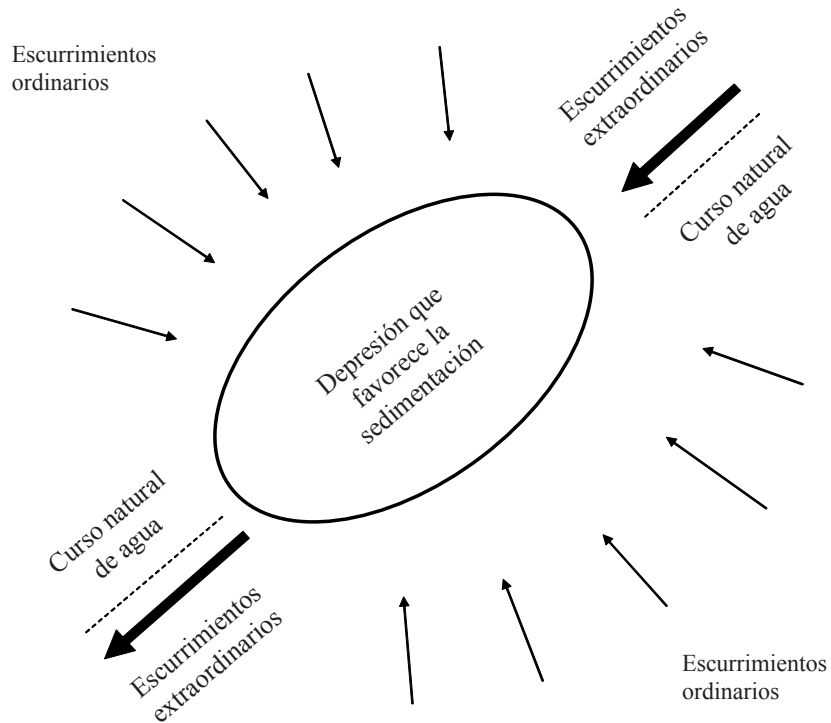 Escurrimientos
ordinarios
Escurrimientos
extraordinarios
Curso natural
de agua
Depresión que
favorece la
sedimentación
Curso natural
de agua
Escurrimientos
extraordinarios
Escurrimientos
ordinarios